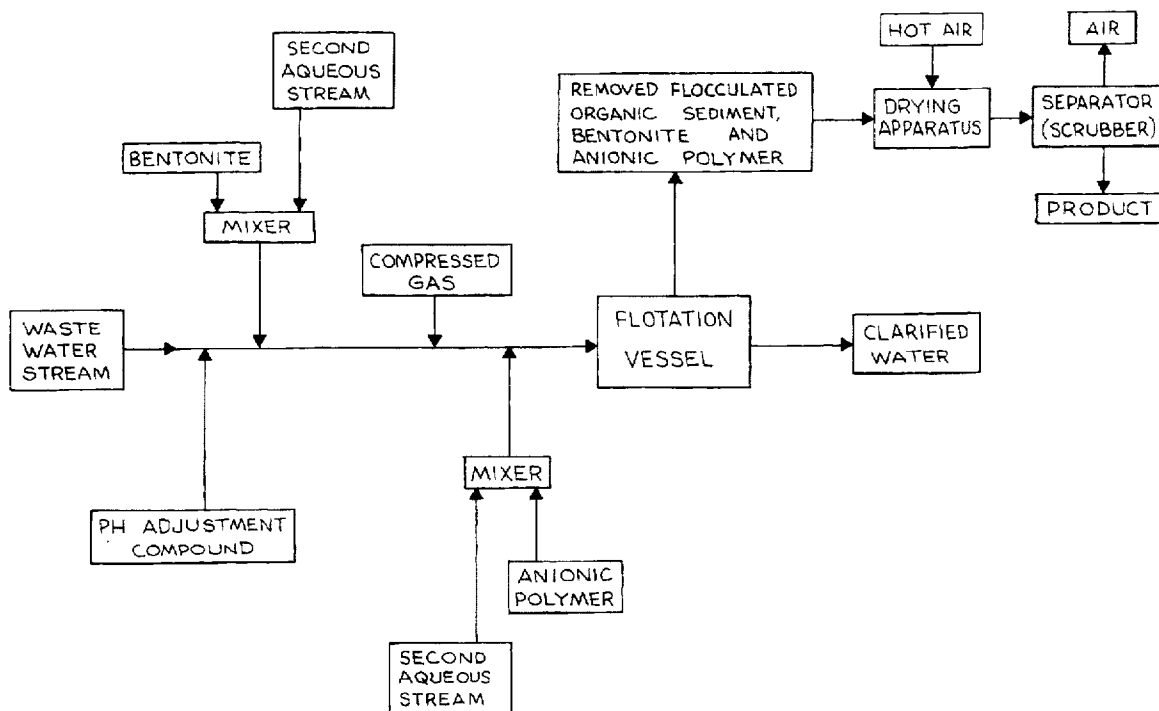 SECOND
AQUEOUS
STREAM
BENTONITE
MIXER
HOT AIR
AIR
REMOVED FLOCCULATED
ORGANIC SEDIMENT,
BENTONITE AND
ANIONIC POLYMER
DRYING
APPARATUS
SEPARATOR
(SCRUBBER)
PRODUCT
COMPRESSED
GAS
WASTE
WATER
STREAM
FLOTATION
VESSEL
CLARIFIED
WATER
MIXER
PH ADJUSTMENT
COMPOUND
ANIONIC
POLYMER
SECOND
AQUEOUS
STREAM